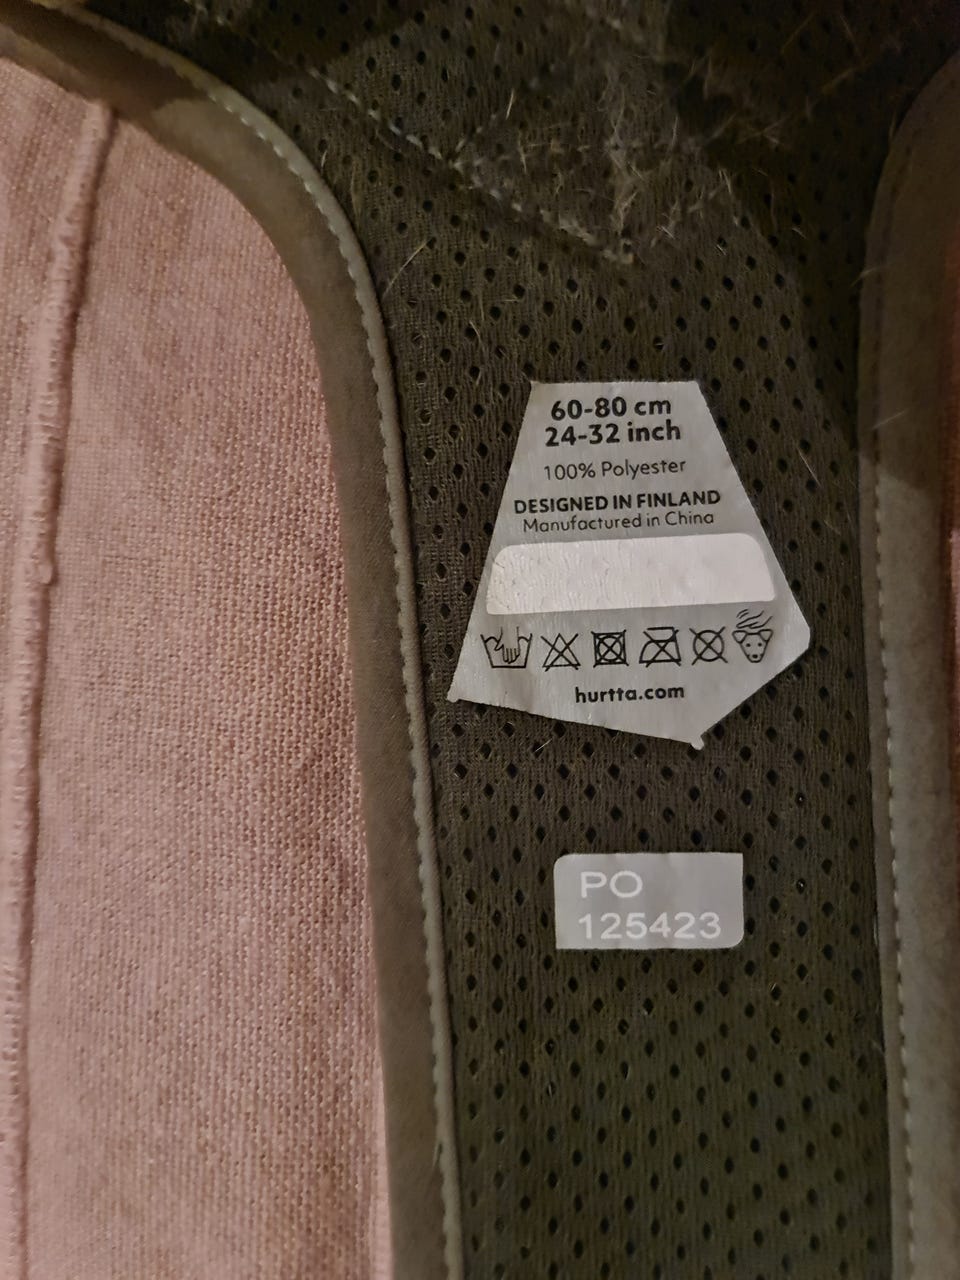 60-80 cm
24-32 inch
100% Polyester
DESIGNED IN FINLAND
Manufactured in China
hurtta.com
PO
125423